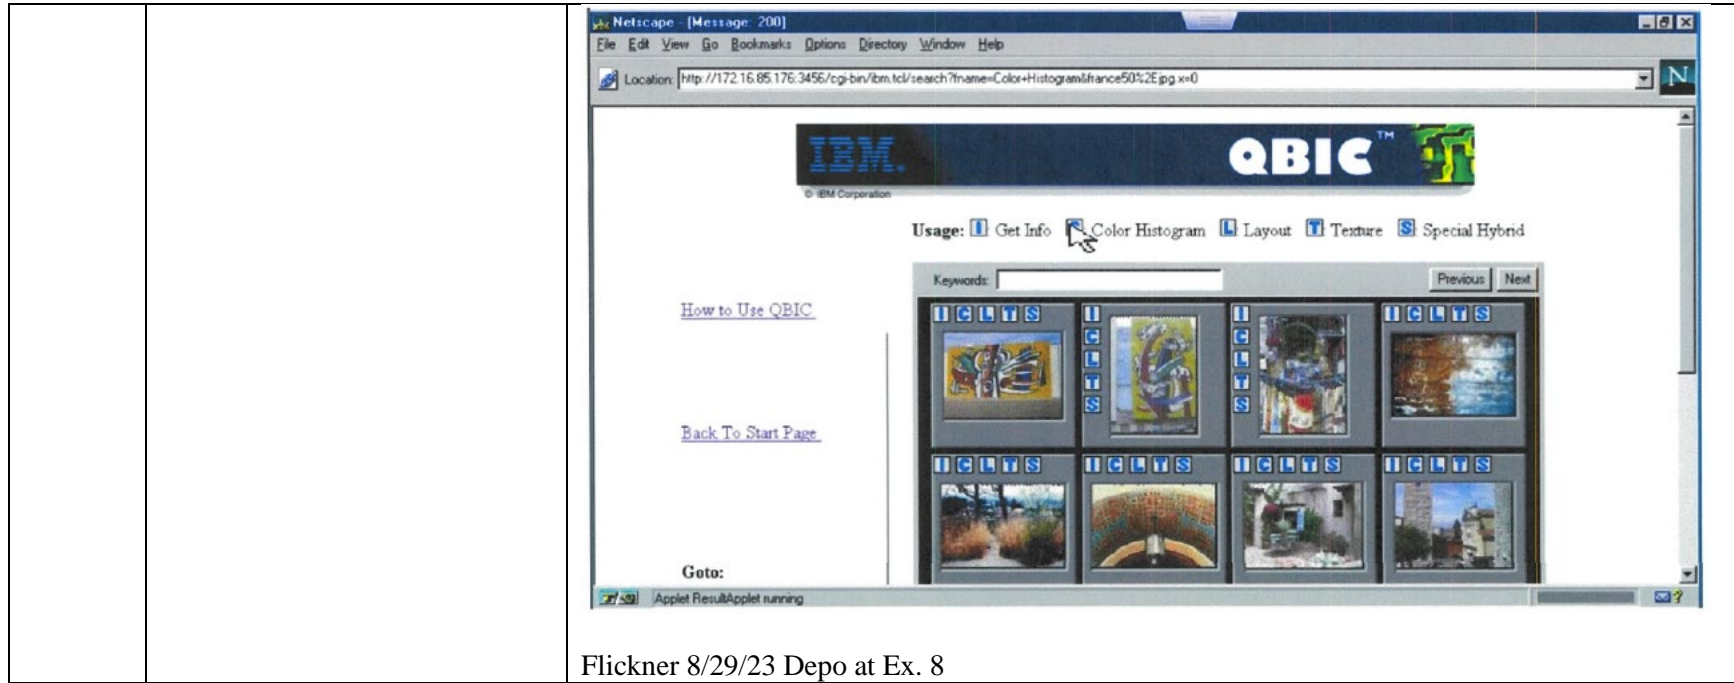 Netscape - [Message: 200]
File Edit View Go Bookmarks Options Directory Window Help
Location: http://172.16.85.176:3456/cgi-bin/ibm.tcl/search?fname=Color+Histogram&france50%2Ejpg.x=0
N
IBM.
QBIC™
© IBM Corporation
Usage: I Get Info Color Histogram L Layout T Texture S Special Hybrid
Keywords:
Previous Next
How to Use QBIC
I C L T S
I C L T S
I C L T S
I C L T S
Back To Start Page
I C L T S
I C L T S
I C L T S
I C L T S
Goto:
Applet ResultApplet running
Flickner 8/29/23 Depo at Ex. 8